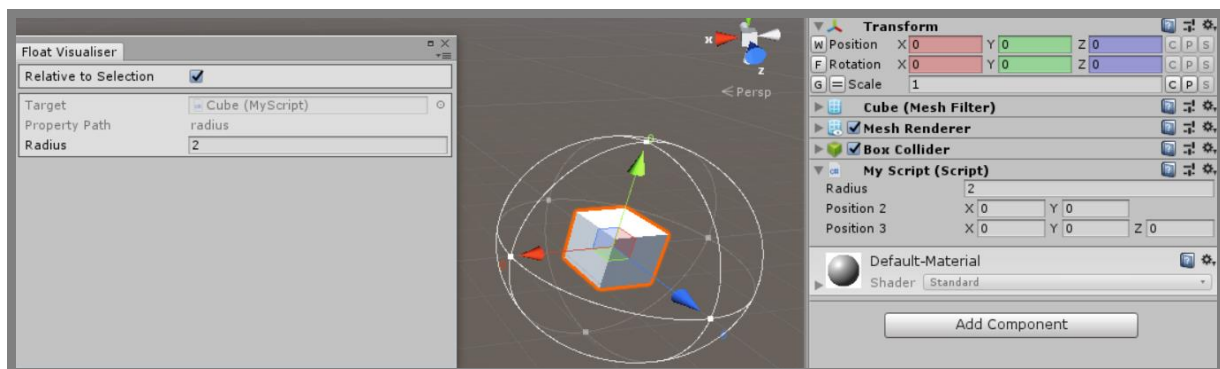 Float Visualiser
Relative to Selection
Target Cube (MyScript)
Property Path radius
Radius 2
x
z
Persp
Transform
W Position X 0 Y 0 Z 0 C P S
F Rotation X 0 Y 0 Z 0 C P S
G = Scale 1 C P S
Cube (Mesh Filter)
Mesh Renderer
Box Collider
My Script (Script)
Radius 2
Position 2 X 0 Y 0
Position 3 X 0 Y 0 Z 0
Default-Material
Shader Standard
Add Component